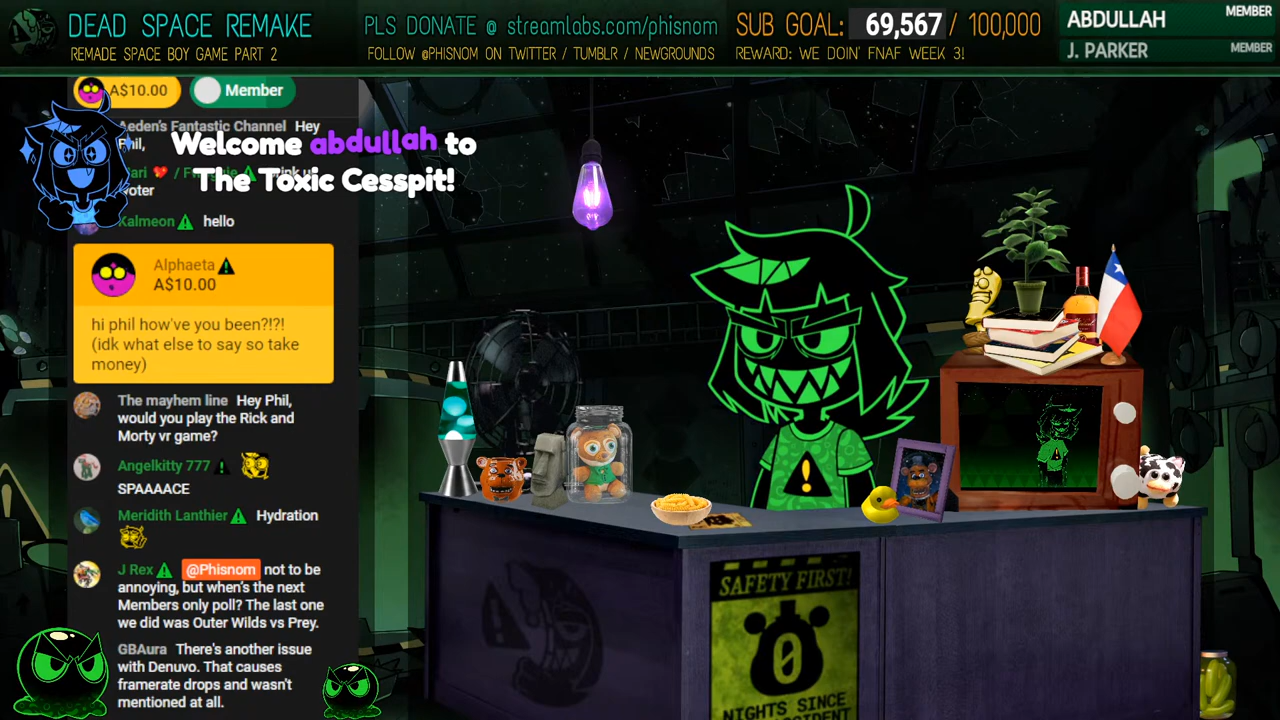 DEAD SPACE REMAKE
REMADE SPACE BOY GAME PART 2
PLS DONATE @ streamlabs.com/phisnom
FOLLOW @PHISNOM ON TWITTER / TUMBLR / NEWGROUNDS
SUB GOAL: 69,567 / 100,000
REWARD: WE DOIN' FNAF WEEK 3!
ABDULLAH MEMBER
J. PARKER MEMBER
A$10.00 Member
Aeden's Fantastic Channel Hey
Phil,
Welcome abdullah to
The Toxic Cesspit!
Kalmeon hello
Alphaeta
A$10.00
hi phil how've you been?!?!
(idk what else to say so take
money)
The mayhem line Hey Phil,
would you play the Rick and
Morty vr game?
Angelkitty 777
SPAAAACE
Meridith Lanthier Hydration
J Rex @Phisnom not to be
annoying, but when's the next
Members only poll? The last one
we did was Outer Wilds vs Prey.
GBAura There's another issue
with Denuvo. That causes
framerate drops and wasn't
mentioned at all.
SAFETY FIRST!
0
NIGHTS SINCE